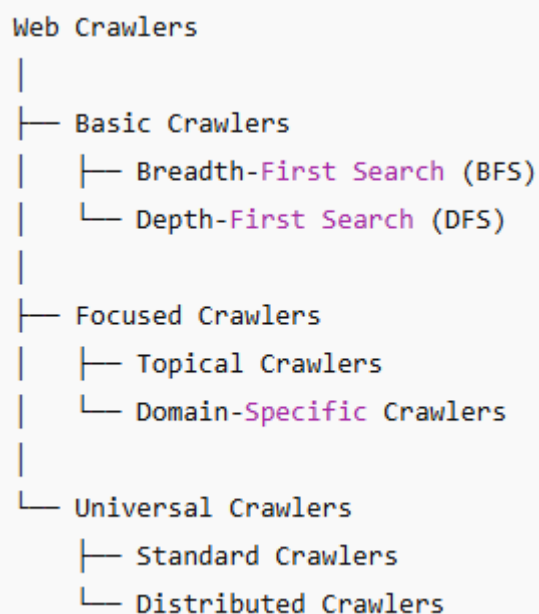 Web Crawlers
│
├── Basic Crawlers
│   ├── Breadth-First Search (BFS)
│   └── Depth-First Search (DFS)
│
├── Focused Crawlers
│   ├── Topical Crawlers
│   └── Domain-Specific Crawlers
│
└── Universal Crawlers
    ├── Standard Crawlers
    └── Distributed Crawlers